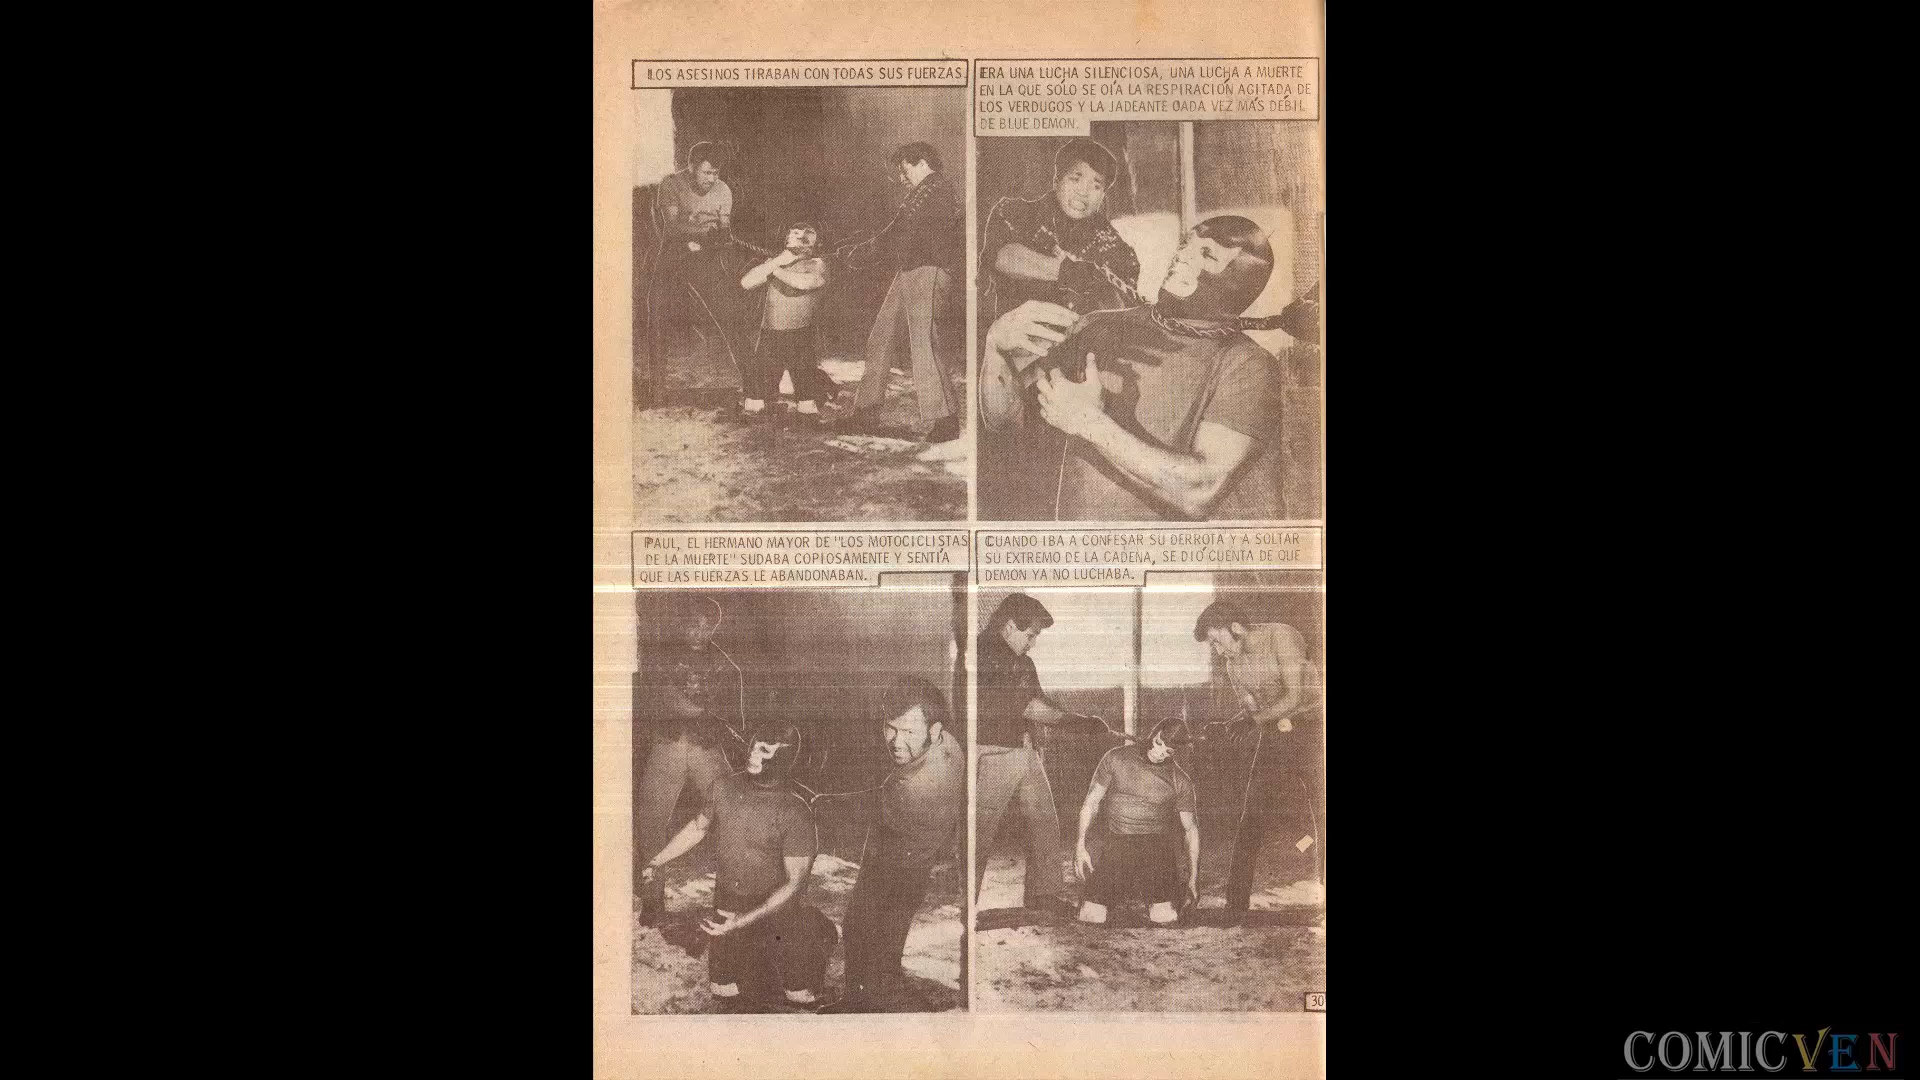 LOS ASESINOS TIRABAN CON TODAS SUS FUERZAS.
ERA UNA LUCHA SILENCIOSA, UNA LUCHA A MUERTE
EN LA QUE SÓLO SE OÍA LA RESPIRACIÓN AGITADA DE
LOS VERDUGOS Y LA JADEANTE CADA VEZ MÁS DÉBIL
DE BLUE DEMON.
PAUL, EL HERMANO MAYOR DE "LOS MOTOCICLISTAS
DE LA MUERTE" SUDABA COPIOSAMENTE Y SENTÍA
QUE LAS FUERZAS LE ABANDONABAN.
CUANDO IBA A CONFESAR SU DERROTA Y A SOLTAR
SU EXTREMO DE LA CADENA, SE DIÓ CUENTA DE QUE
DEMON YA NO LUCHABA.
30
COMICVEN